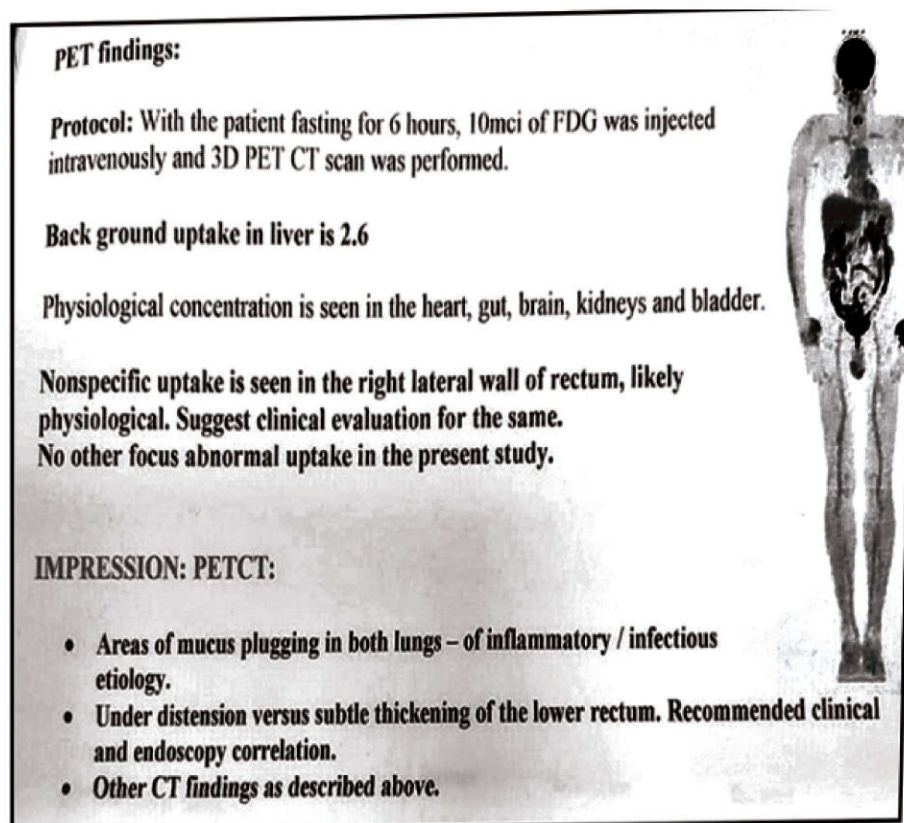 PET findings:
Protocol: With the patient fasting for 6 hours, 10mci of FDG was injected
intravenously and 3D PET CT scan was performed.
Back ground uptake in liver is 2.6
Physiological concentration is seen in the heart, gut, brain, kidneys and bladder.
Nonspecific uptake is seen in the right lateral wall of rectum, likely
physiological. Suggest clinical evaluation for the same.
No other focus abnormal uptake in the present study.
IMPRESSION: PETCT:
• Areas of mucus plugging in both lungs – of inflammatory / infectious
etiology.
• Under distension versus subtle thickening of the lower rectum. Recommended clinical
and endoscopy correlation.
• Other CT findings as described above.